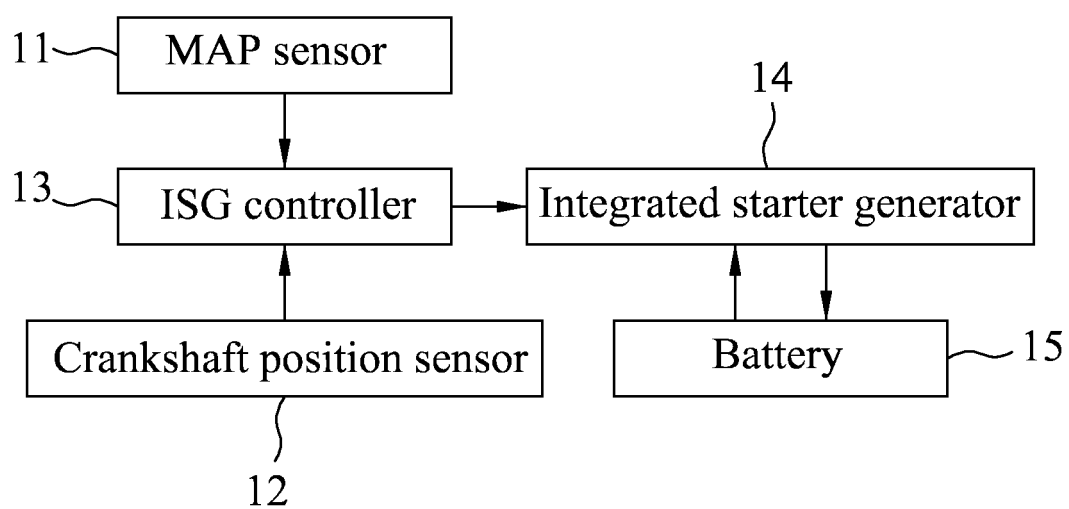 11
MAP sensor
14
13
ISG controller
Integrated starter generator
Crankshaft position sensor
Battery
15
12